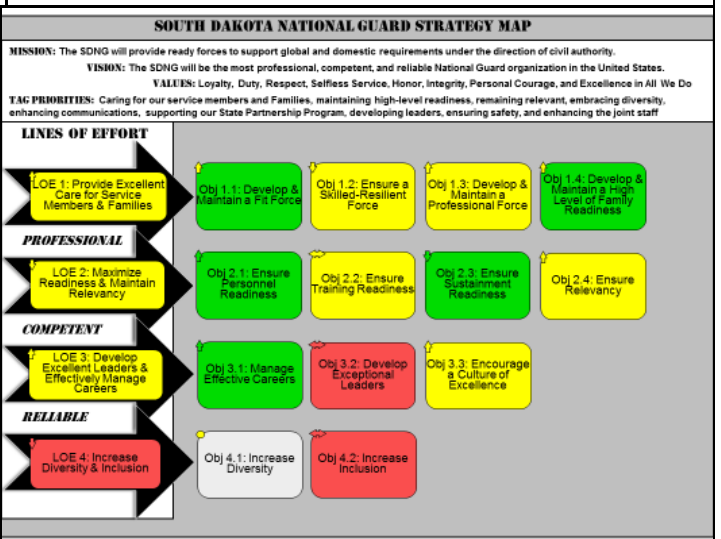 SOUTH DAKOTA NATIONAL GUARD STRATEGY MAP
MISSION: The SDNG will provide ready forces to support global and domestic requirements under the direction of civil authority.
VISION: The SDNG will be the most professional, competent, and reliable National Guard organization in the United States.
VALUES: Loyalty, Duty, Respect, Selfless Service, Honor, Integrity, Personal Courage, and Excellence in All We Do
TAG PRIORITIES: Caring for our service members and Families, maintaining high-level readiness, remaining relevant, embracing diversity,
enhancing communications, supporting our State Partnership Program, developing leaders, ensuring safety, and enhancing the joint staff
LINES OF EFFORT
LOE 1: Provide Excellent
Care for Service
Members & Families
Obj 1.1: Develop &
Maintain a Fit Force
Obj 1.2: Ensure a
Skilled-Resilient
Force
Obj 1.3: Develop &
Maintain a
Professional Force
Obj 1.4: Develop &
Maintain a High
Level of Family
Readiness
PROFESSIONAL
LOE 2: Maximize
Readiness & Maintain
Relevancy
Obj 2.1: Ensure
Personnel
Readiness
Obj 2.2: Ensure
Training Readiness
Obj 2.3: Ensure
Sustainment
Readiness
Obj 2.4: Ensure
Relevancy
COMPETENT
LOE 3: Develop
Excellent Leaders &
Effectively Manage
Careers
Obj 3.1: Manage
Effective Careers
Obj 3.2: Develop
Exceptional
Leaders
Obj 3.3: Encourage
a Culture of
Excellence
RELIABLE
LOE 4: Increase
Diversity & Inclusion
Obj 4.1: Increase
Diversity
Obj 4.2: Increase
Inclusion